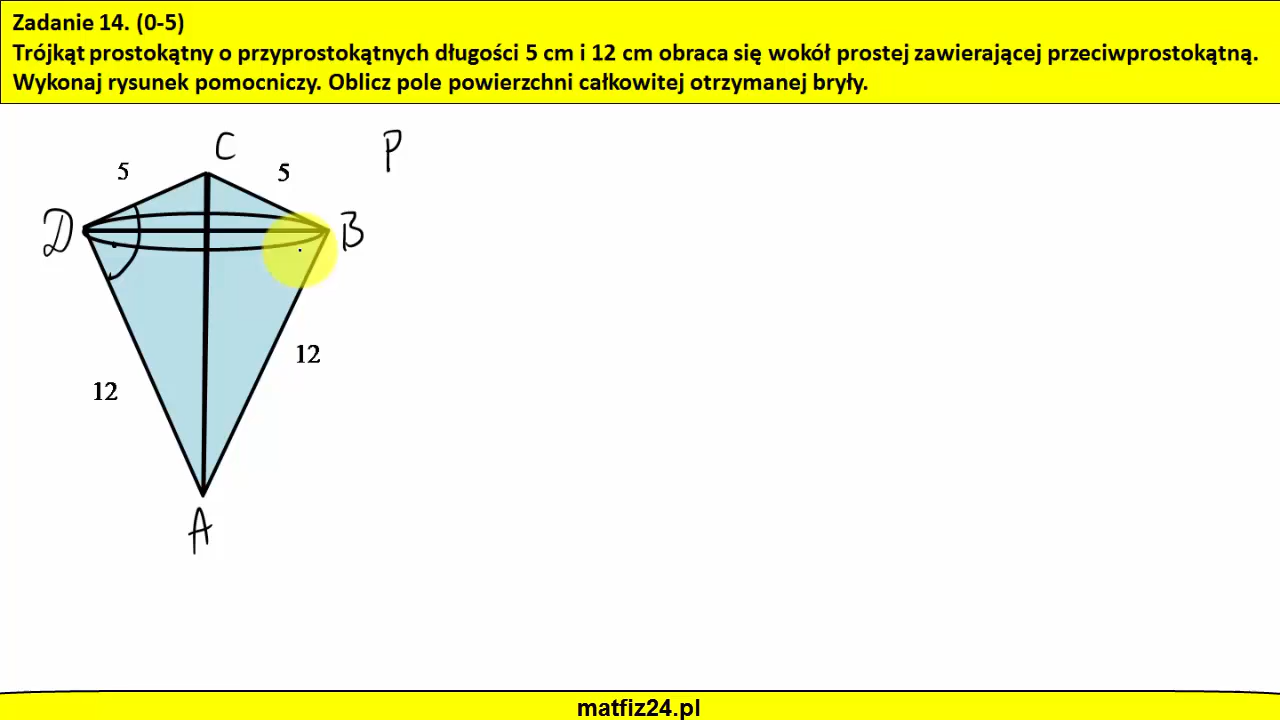 Zadanie 14. (0-5)
Trójkąt prostokątny o przyprostokątnych długości 5 cm i 12 cm obraca się wokół prostej zawierającej przeciwprostokątną.
Wykonaj rysunek pomocniczy. Oblicz pole powierzchni całkowitej otrzymanej bryły.
C
P
5
5
D
B
12
12
A
matfiz24.pl